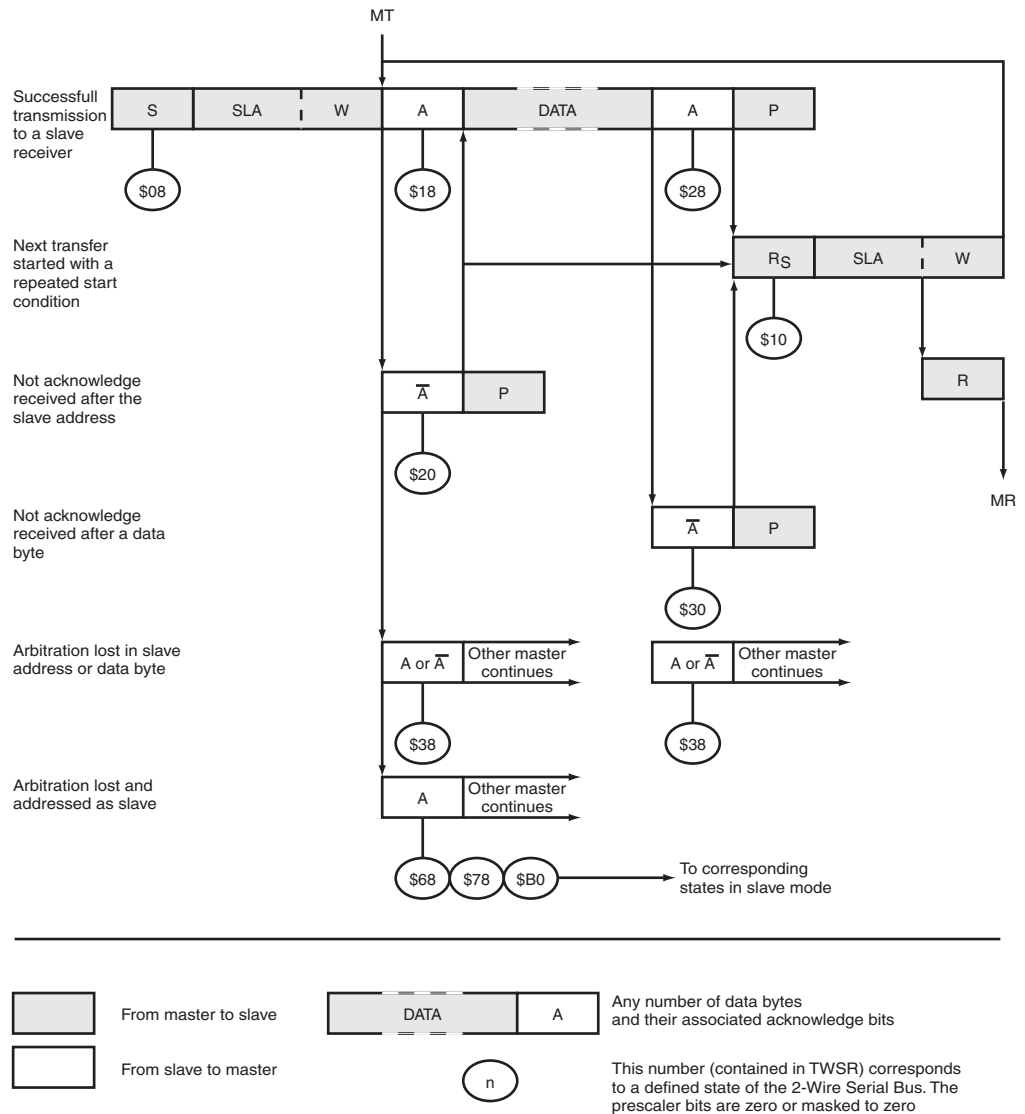 MT
Successfull
transmission
to a slave
receiver
S
SLA
W
A
DATA
A
P
$08
$18
$28
Next transfer
started with a
repeated start
condition
RS
SLA
W
$10
Not acknowledge
received after the
slave address
A
P
R
$20
MR
Not acknowledge
received after a data
byte
A
P
$30
Arbitration lost in slave
address or data byte
A or A
Other master
continues
A or A
Other master
continues
$38
$38
Arbitration lost and
addressed as slave
A
Other master
continues
$68
$78
$B0
To corresponding
states in slave mode
From master to slave
DATA
A
Any number of data bytes
and their associated acknowledge bits
From slave to master
n
This number (contained in TWSR) corresponds
to a defined state of the 2-Wire Serial Bus. The
prescaler bits are zero or masked to zero